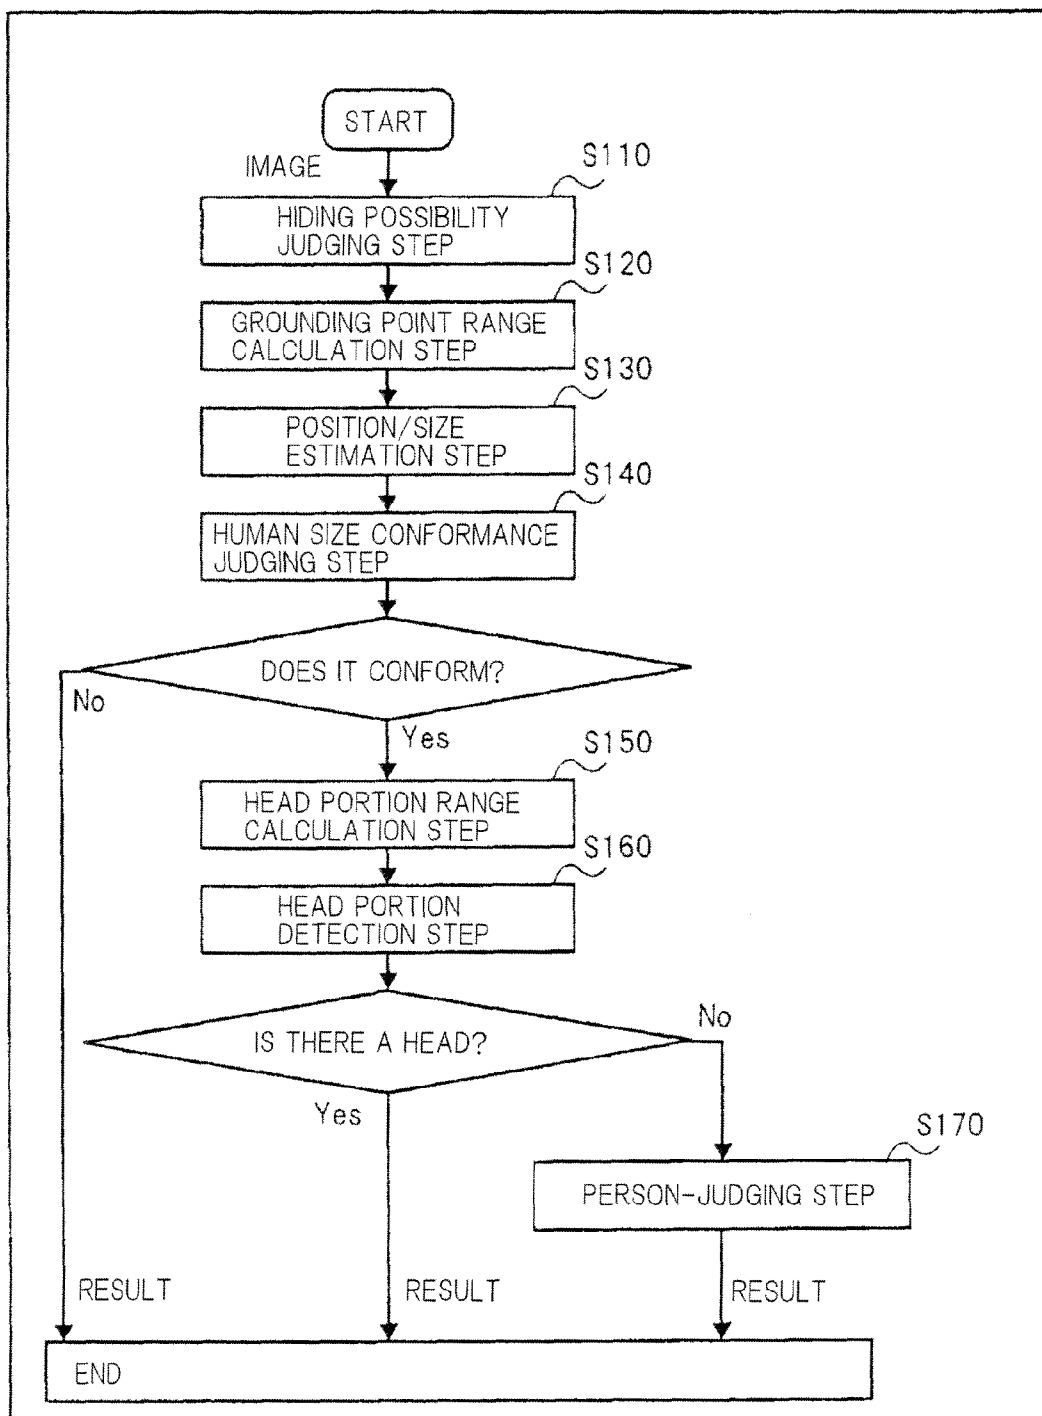 START
IMAGE
S110
HIDING POSSIBILITY
JUDGING STEP
S120
GROUNDING POINT RANGE
CALCULATION STEP
S130
POSITION/SIZE
ESTIMATION STEP
S140
HUMAN SIZE CONFORMANCE
JUDGING STEP
DOES IT CONFORM?
No
Yes
S150
HEAD PORTION RANGE
CALCULATION STEP
S160
HEAD PORTION
DETECTION STEP
No
IS THERE A HEAD?
Yes
S170
PERSON-JUDGING STEP
RESULT
RESULT
RESULT
END